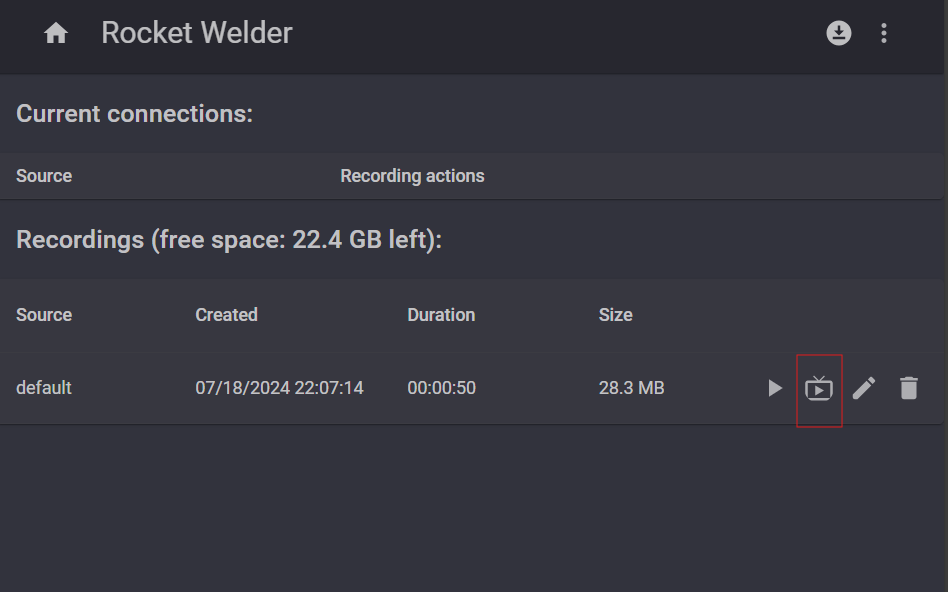 Rocket Welder
Current connections:
Source Recording actions
Recordings (free space: 22.4 GB left):
Source Created Duration Size
default 07/18/2024 22:07:14 00:00:50 28.3 MB